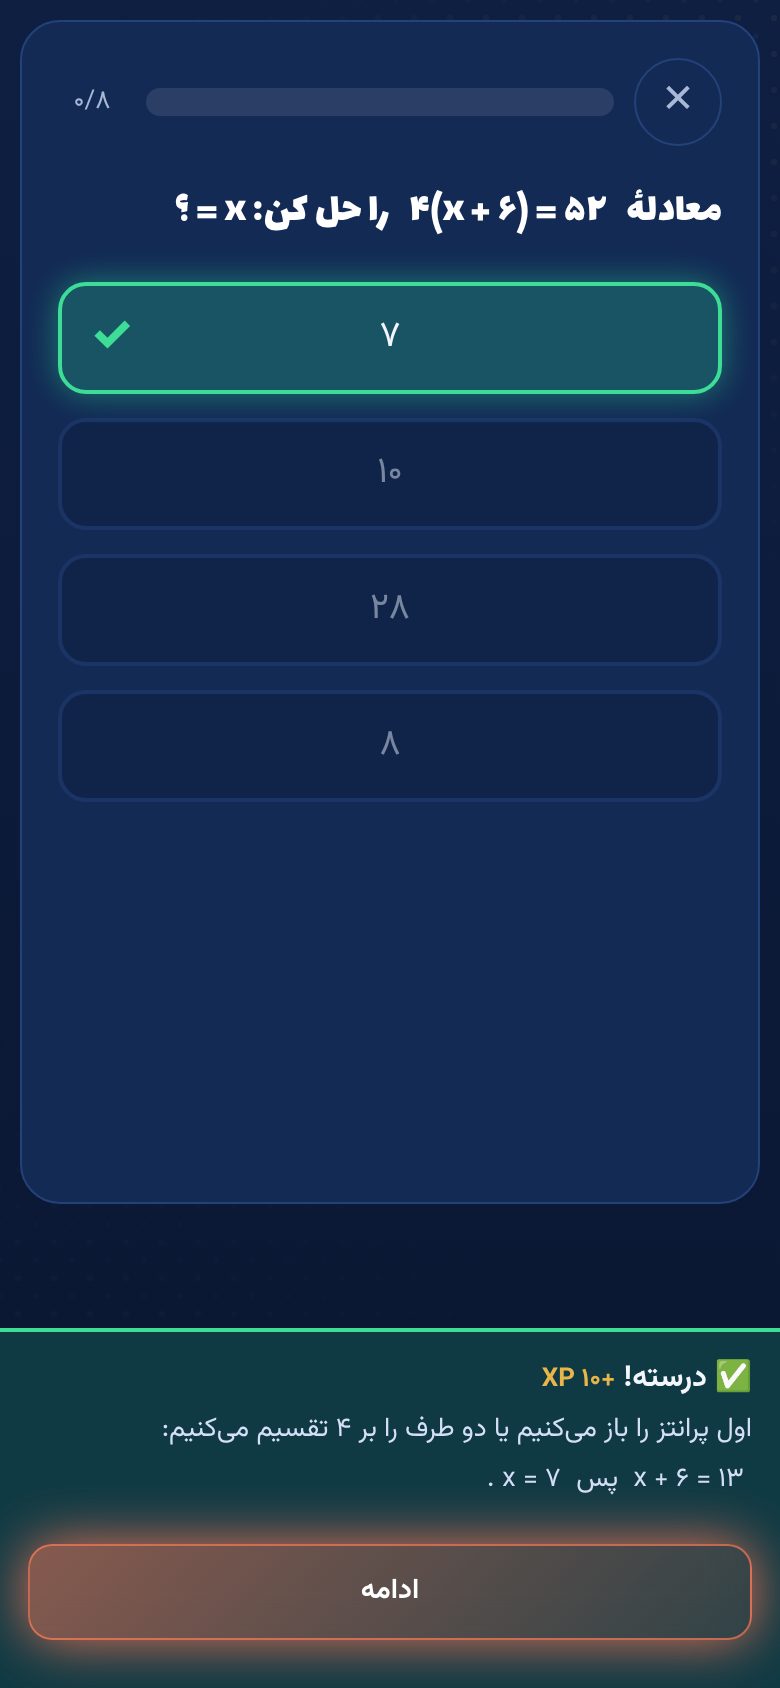 ۰/۸
معادلهٔ ۴(x + ۶) = ۵۲ را حل کن: x = ؟
۷
۱۰
۲۸
۸
درسته! +۱۰ XP
اول پرانتز را باز می‌کنیم یا دو طرف را بر ۴ تقسیم می‌کنیم:
x + ۶ = ۱۳ پس x = ۷ .
ادامه